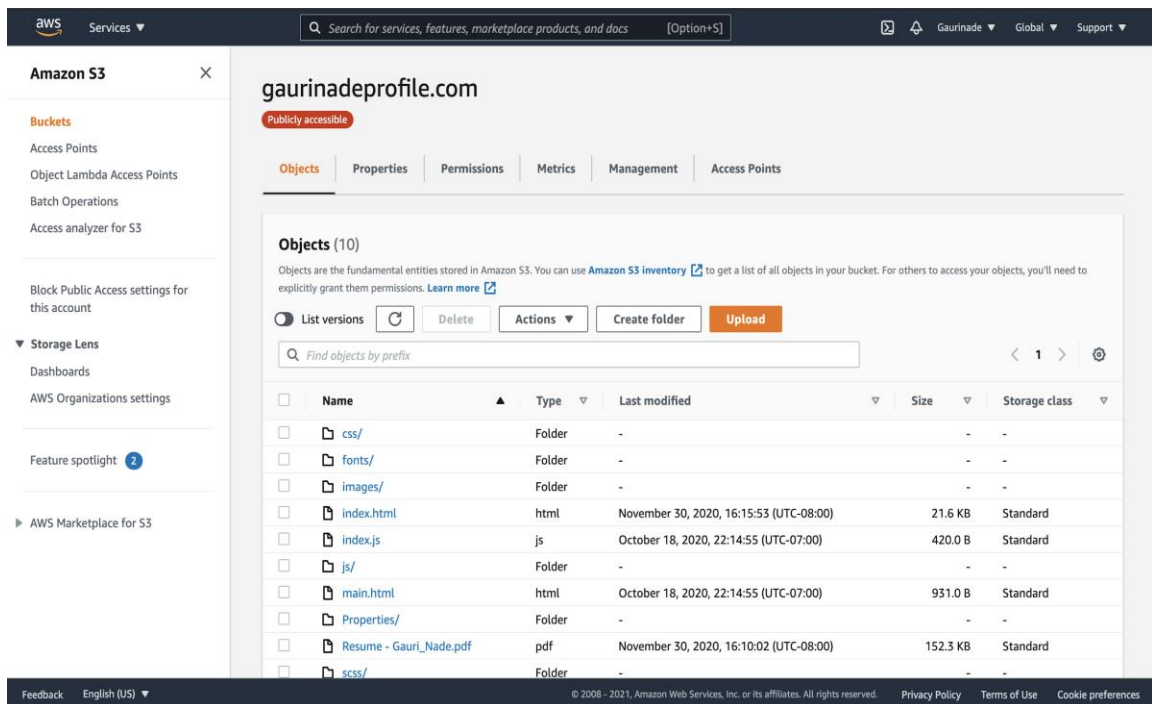 aws Services ▼ Search for services, features, marketplace products, and docs [Option+S] Gaurinade ▼ Global ▼ Support ▼
Amazon S3
Buckets
Access Points
Object Lambda Access Points
Batch Operations
Access analyzer for S3
Block Public Access settings for
this account
▼ Storage Lens
Dashboards
AWS Organizations settings
Feature spotlight 2
▶ AWS Marketplace for S3
gaurinadeprofile.com
Publicly accessible
Objects Properties Permissions Metrics Management Access Points
Objects (10)
Objects are the fundamental entities stored in Amazon S3. You can use Amazon S3 inventory to get a list of all objects in your bucket. For others to access your objects, you'll need to
explicitly grant them permissions. Learn more
List versions Delete Actions ▼ Create folder Upload
Find objects by prefix < 1 >
Name ▲ Type Last modified Size Storage class
css/ Folder - - -
fonts/ Folder - - -
images/ Folder - - -
index.html html November 30, 2020, 16:15:53 (UTC-08:00) 21.6 KB Standard
index.js js October 18, 2020, 22:14:55 (UTC-07:00) 420.0 B Standard
js/ Folder - - -
main.html html October 18, 2020, 22:14:55 (UTC-07:00) 931.0 B Standard
Properties/ Folder - - -
Resume - Gauri_Nade.pdf pdf November 30, 2020, 16:10:02 (UTC-08:00) 152.3 KB Standard
scss/ Folder - - -
Feedback English (US) ▼ © 2008 - 2021, Amazon Web Services, Inc. or its affiliates. All rights reserved. Privacy Policy Terms of Use Cookie preferences